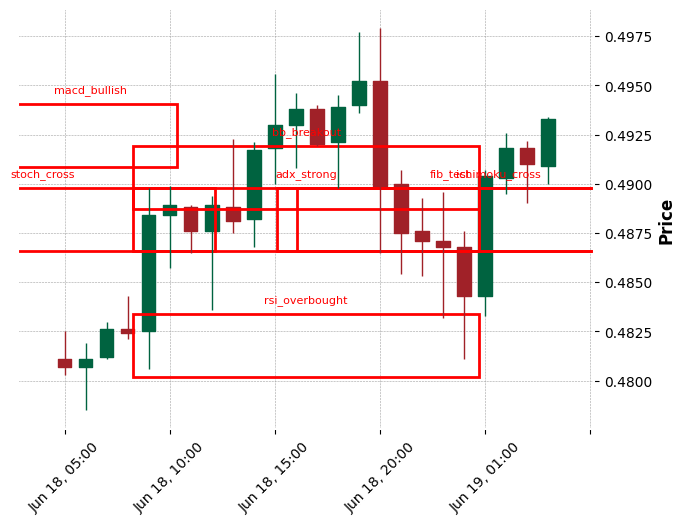 macd_bullish
bb_breakout
stoch_cross
adx_strong
fib_test
ichimoku_cross
rsi_overbought
0.4975
0.4950
0.4925
0.4900
0.4875
0.4850
0.4825
0.4800
Price
Jun 18, 05:00
Jun 18, 10:00
Jun 18, 15:00
Jun 18, 20:00
Jun 19, 01:00